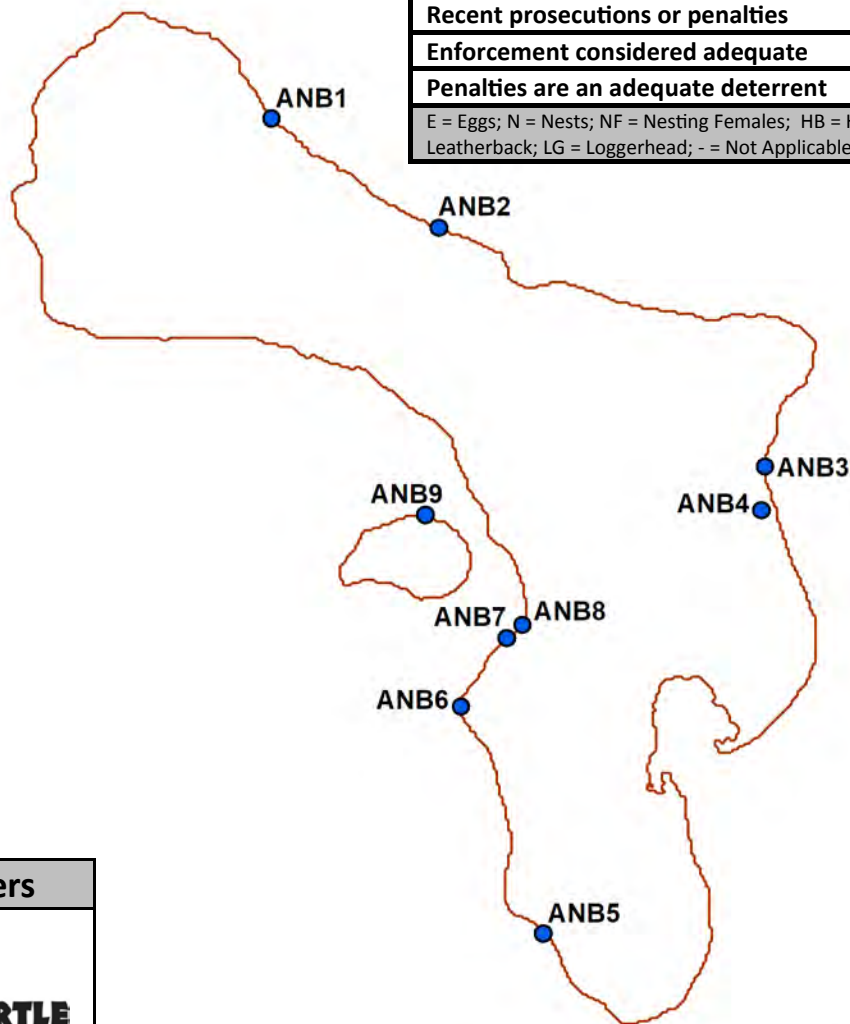 Recent prosecutions or penalties
Enforcement considered adequate
Penalties are an adequate deterrent
E = Eggs; N = Nests; NF = Nesting Females; HB =
Leatherback; LG = Loggerhead; - = Not Applicable
ANB1
ANB2
ANB3
ANB4
ANB9
ANB7
ANB8
ANB6
ANB5